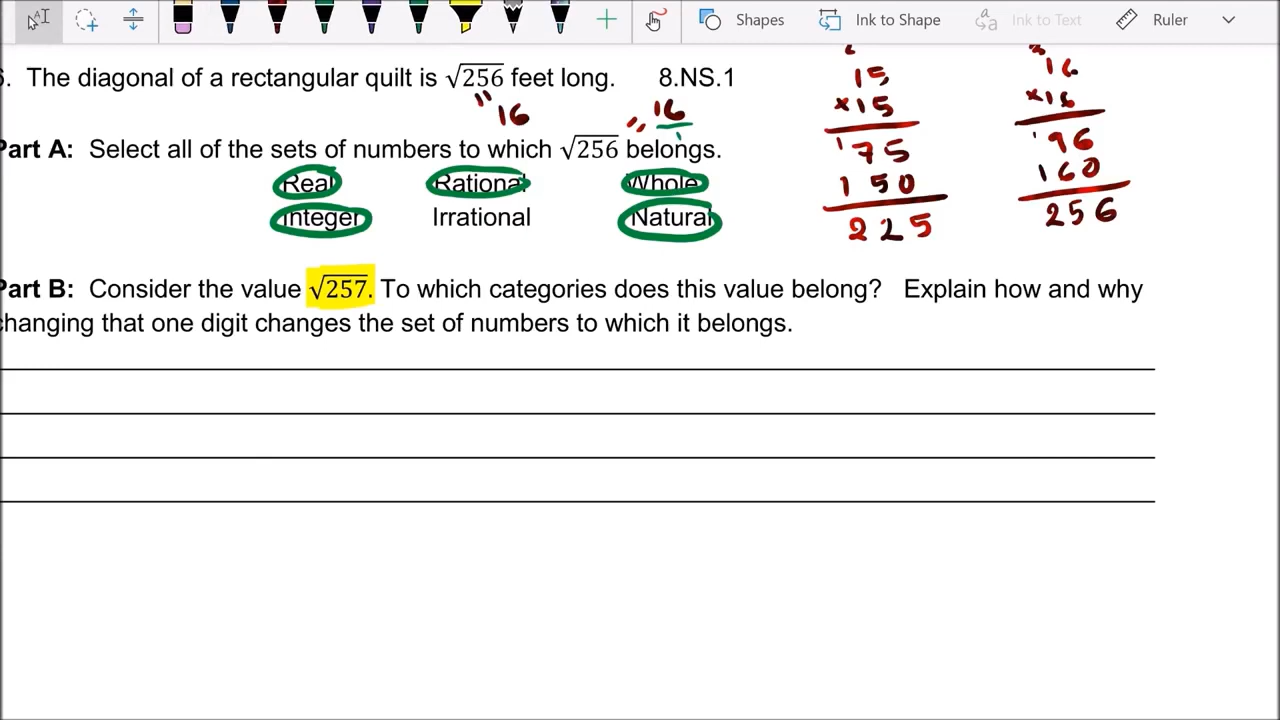 Shapes Ink to Shape Ink to Text Ruler
. The diagonal of a rectangular quilt is √256 feet long. 8.NS.1
" 16
" 16
1
Part A: Select all of the sets of numbers to which √256 belongs.
Real Rational Whole
Integer Irrational Natural
15
×15
175
150
225
16
×16
196
160
256
Part B: Consider the value √257. To which categories does this value belong? Explain how and why
changing that one digit changes the set of numbers to which it belongs.